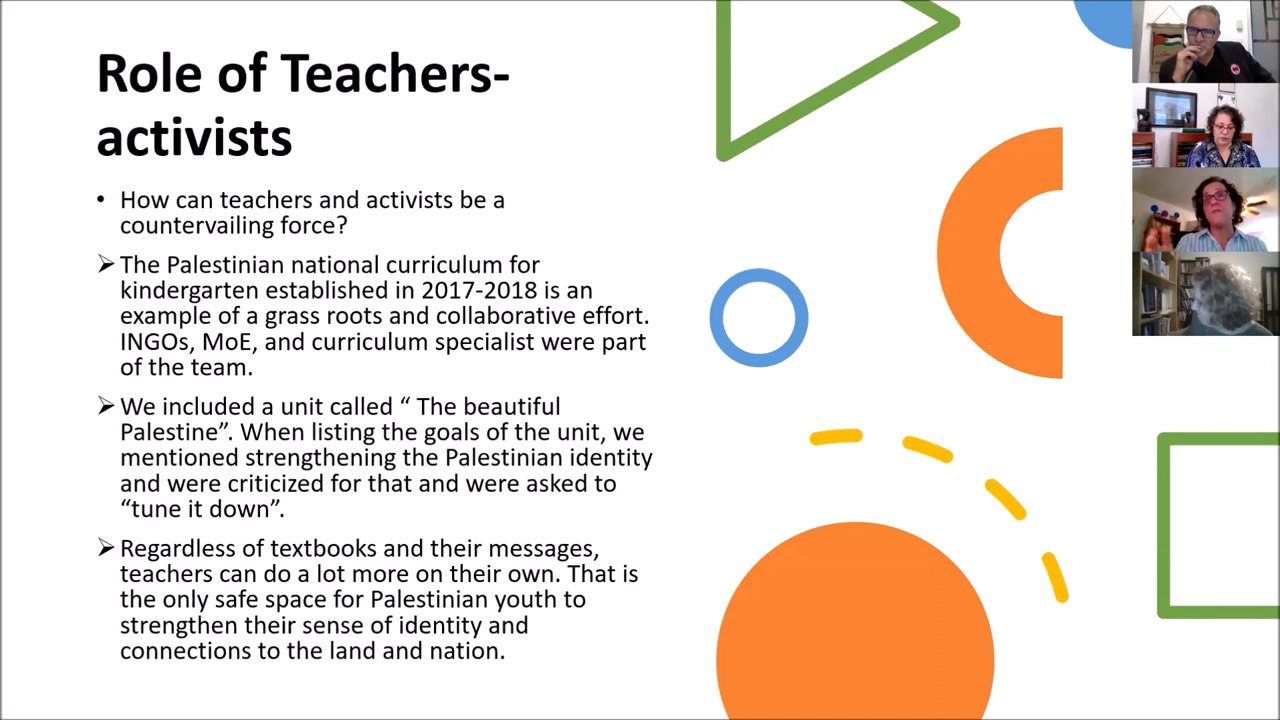 Role of Teachers-
activists
• How can teachers and activists be a
countervailing force?
➢ The Palestinian national curriculum for
kindergarten established in 2017-2018 is an
example of a grass roots and collaborative effort.
INGOs, MoE, and curriculum specialist were part
of the team.
➢ We included a unit called “ The beautiful
Palestine”. When listing the goals of the unit, we
mentioned strengthening the Palestinian identity
and were criticized for that and were asked to
“tune it down”.
➢ Regardless of textbooks and their messages,
teachers can do a lot more on their own. That is
the only safe space for Palestinian youth to
strengthen their sense of identity and
connections to the land and nation.